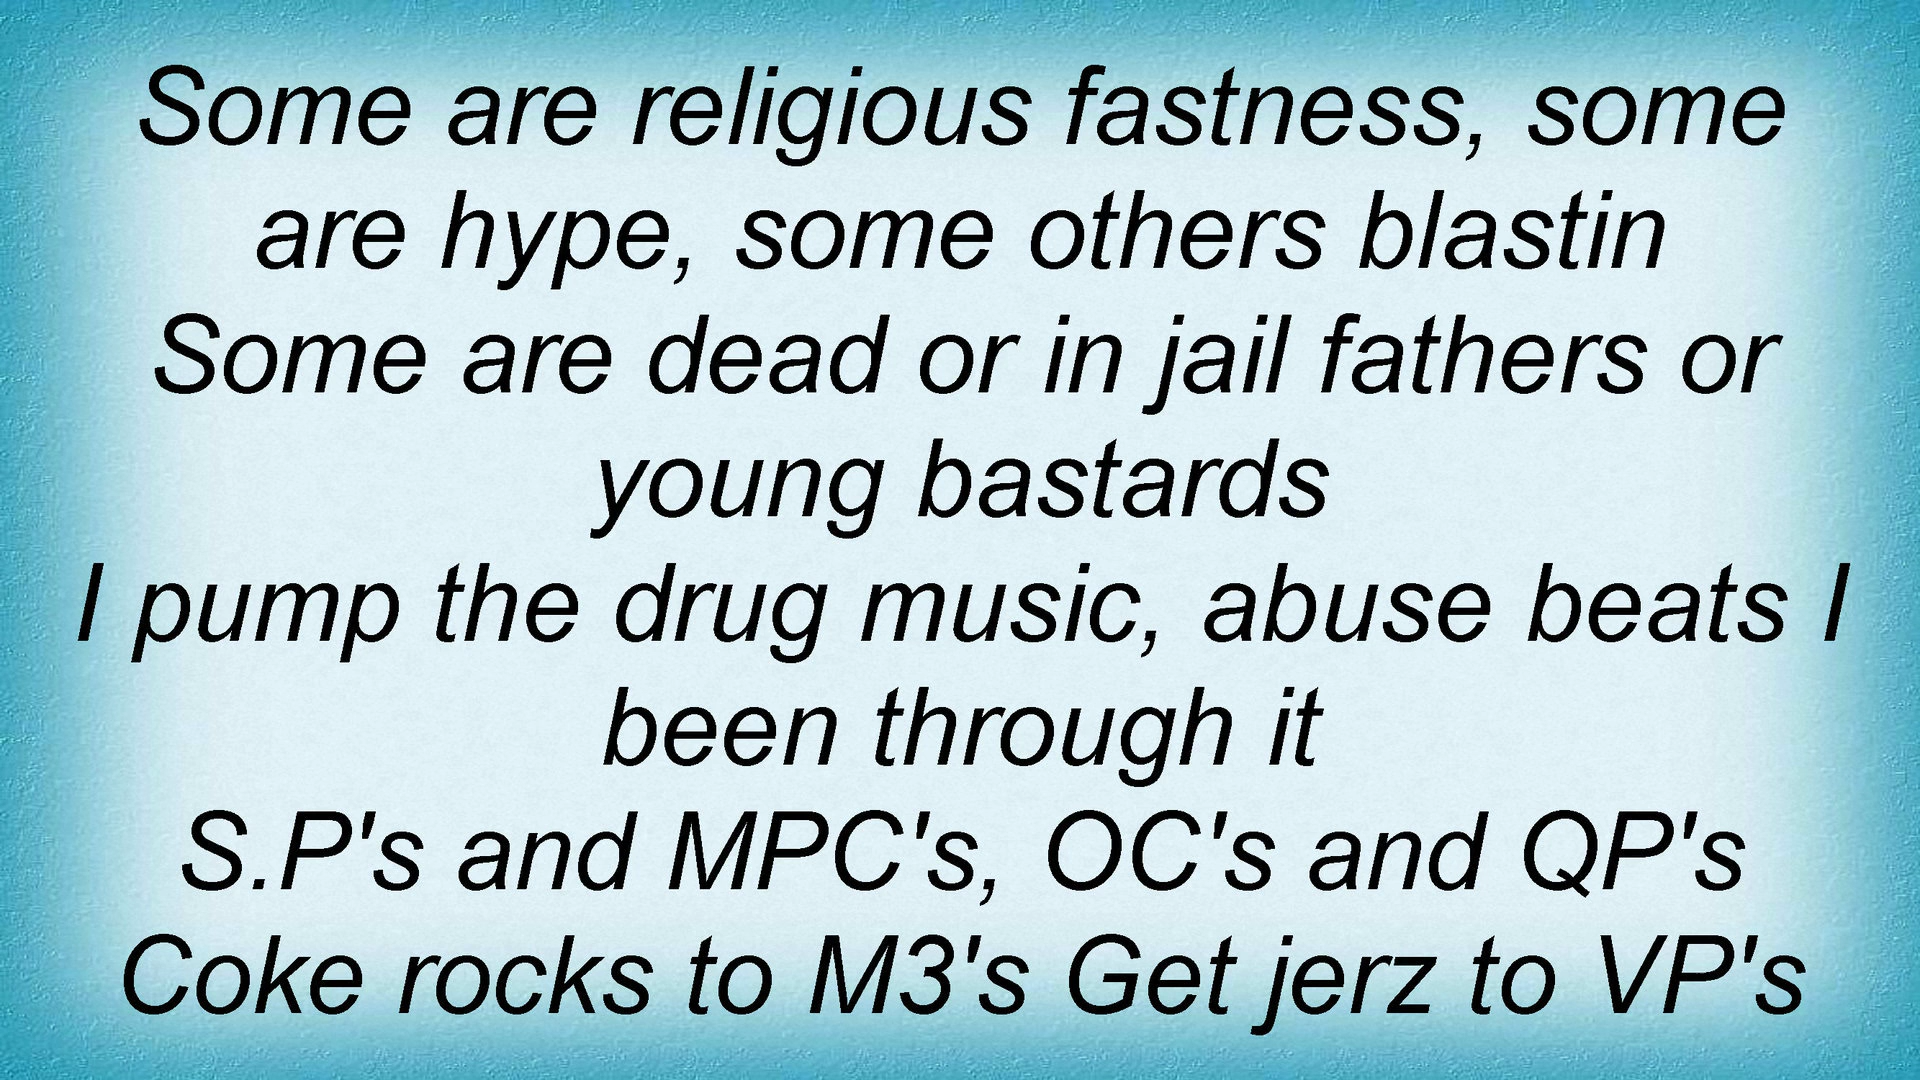 Some are religious fastness, some
are hype, some others blastin
Some are dead or in jail fathers or
young bastards
I pump the drug music, abuse beats I
been through it
S.P's and MPC's, OC's and QP's
Coke rocks to M3's Get jerz to VP's